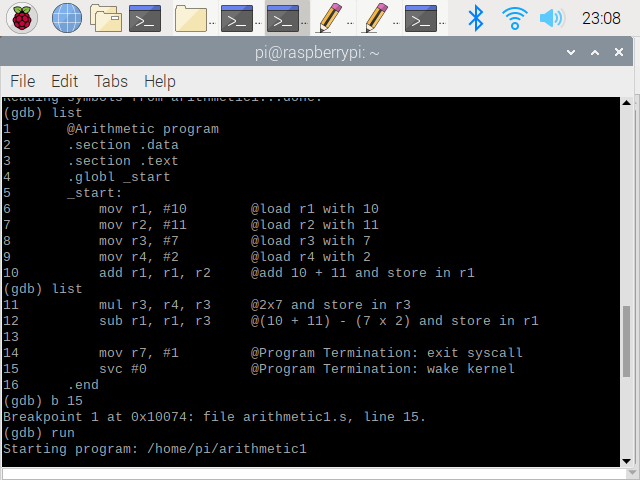 23:08
pi@raspberrypi: ~
File Edit Tabs Help
Reading symbols from arithmetic1...done.
(gdb) list
1       @Arithmetic program
2       .section .data
3       .section .text
4       .globl _start
5       _start:
6           mov r1, #10        @load r1 with 10
7           mov r2, #11        @load r2 with 11
8           mov r3, #7         @load r3 with 7
9           mov r4, #2         @load r4 with 2
10          add r1, r1, r2     @add 10 + 11 and store in r1
(gdb) list
11          mul r3, r4, r3     @2x7 and store in r3
12          sub r1, r1, r3     @(10 + 11) - (7 x 2) and store in r1
13
14          mov r7, #1         @Program Termination: exit syscall
15          svc #0             @Program Termination: wake kernel
16      .end
(gdb) b 15
Breakpoint 1 at 0x10074: file arithmetic1.s, line 15.
(gdb) run
Starting program: /home/pi/arithmetic1